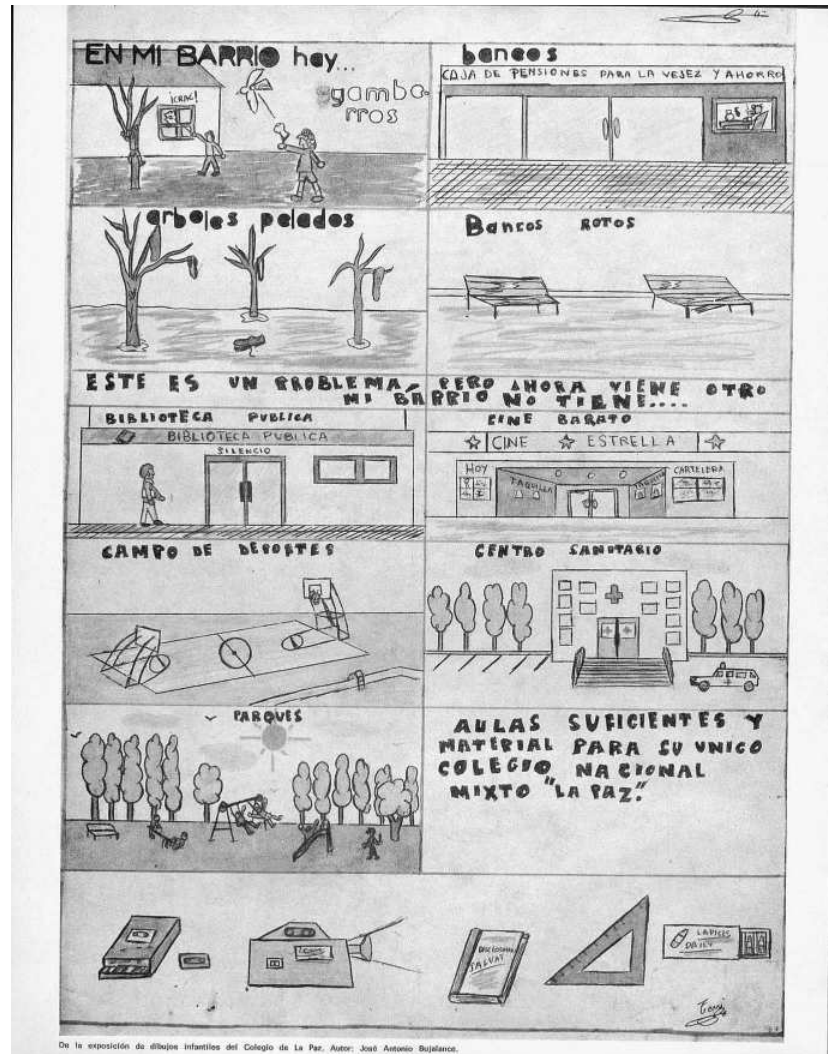 EN MI BARRIO hay...
gamberros
¡CRAC!
bancos
CAJA DE PENSIONES PARA LA VEJEZ Y AHORRO
arboles pelados
Bancos ROTOS
ESTE ES UN PROBLEMA, PERO AHORA VIENE OTRO
MI BARRIO NO TIENE....
BIBLIOTECA PUBLICA
BIBLIOTECA PUBLICA
SILENCIO
CINE BARATO
CINE ESTRELLA
HOY
TAQUILLA
TAQUILLA
CARTELERA
CAMPO DE DEPORTES
CENTRO SANITARIO
PARQUES
AULAS SUFICIENTES Y
MATERIAL PARA SU UNICO
COLEGIO NACIONAL
MIXTO "LA PAZ".
DICCIONARIO
SALVAT
LAPICES
DAILY
De la exposición de dibujos infantiles del Colegio de La Paz. Autor: José Antonio Bujalance.